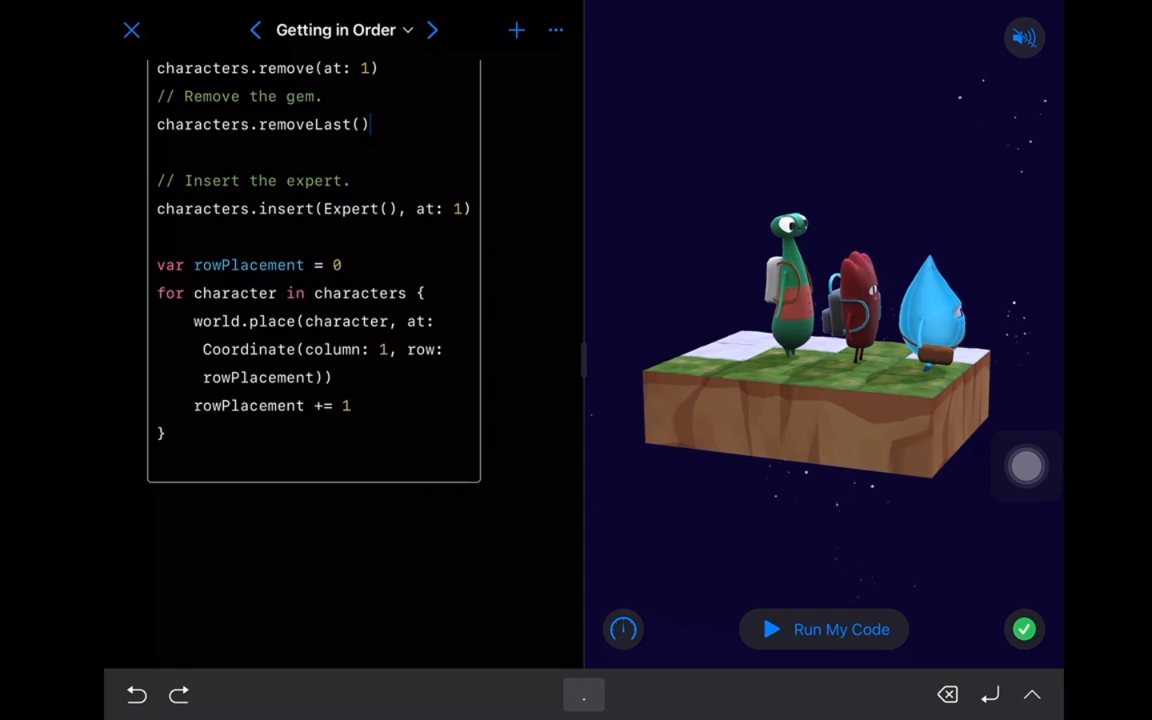 Getting in Order
characters.remove(at: 1)
// Remove the gem.
characters.removeLast()
// Insert the expert.
characters.insert(Expert(), at: 1)
var rowPlacement = 0
for character in characters {
world.place(character, at:
Coordinate(column: 1, row:
rowPlacement))
rowPlacement += 1
}
Run My Code
.